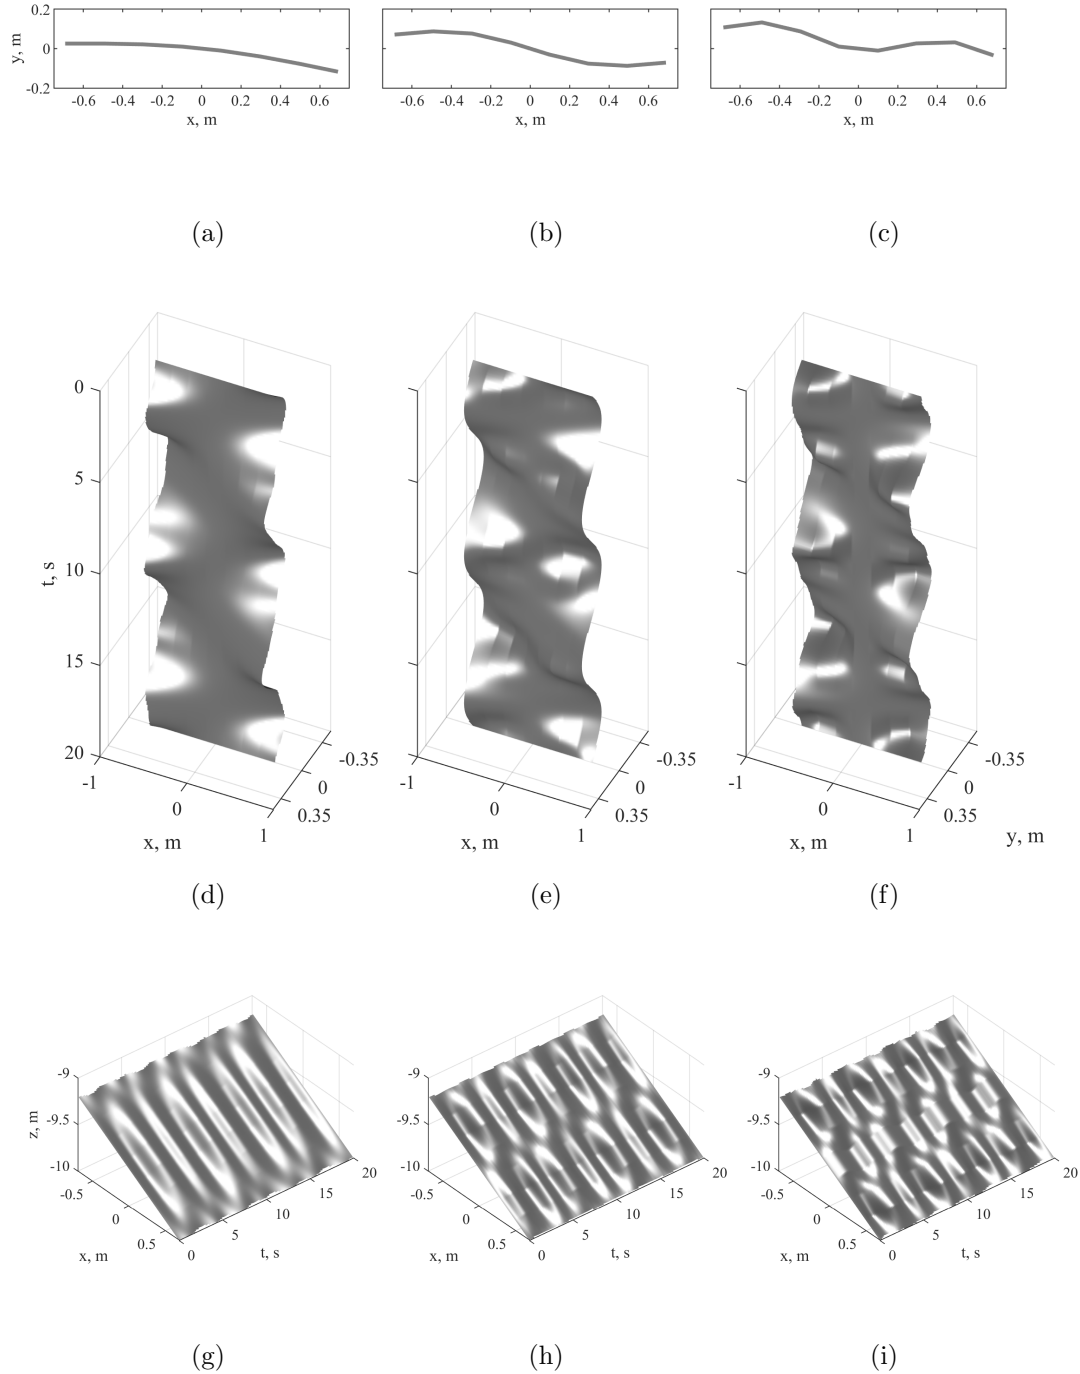 0.2
y, m
0
-0.2
-0.6 -0.4 -0.2 0 0.2 0.4 0.6
-0.6 -0.4 -0.2 0 0.2 0.4 0.6
-0.6 -0.4 -0.2 0 0.2 0.4 0.6
x, m
x, m
x, m
(a)
(b)
(c)
0
5
t, s
10
15
20
-1
0
1
x, m
-0.35
0
0.35
-1
0
1
x, m
-0.35
0
0.35
-1
0
1
x, m
-0.35
0
0.35
y, m
(d)
(e)
(f)
-9
z, m
-9.5
-10
-0.5
0
0.5
x, m
0
5
10
15
20
t, s
-9
-9.5
-10
-0.5
0
0.5
x, m
0
5
10
15
20
t, s
-9
-9.5
-10
-0.5
0
0.5
x, m
0
5
10
15
20
t, s
(g)
(h)
(i)